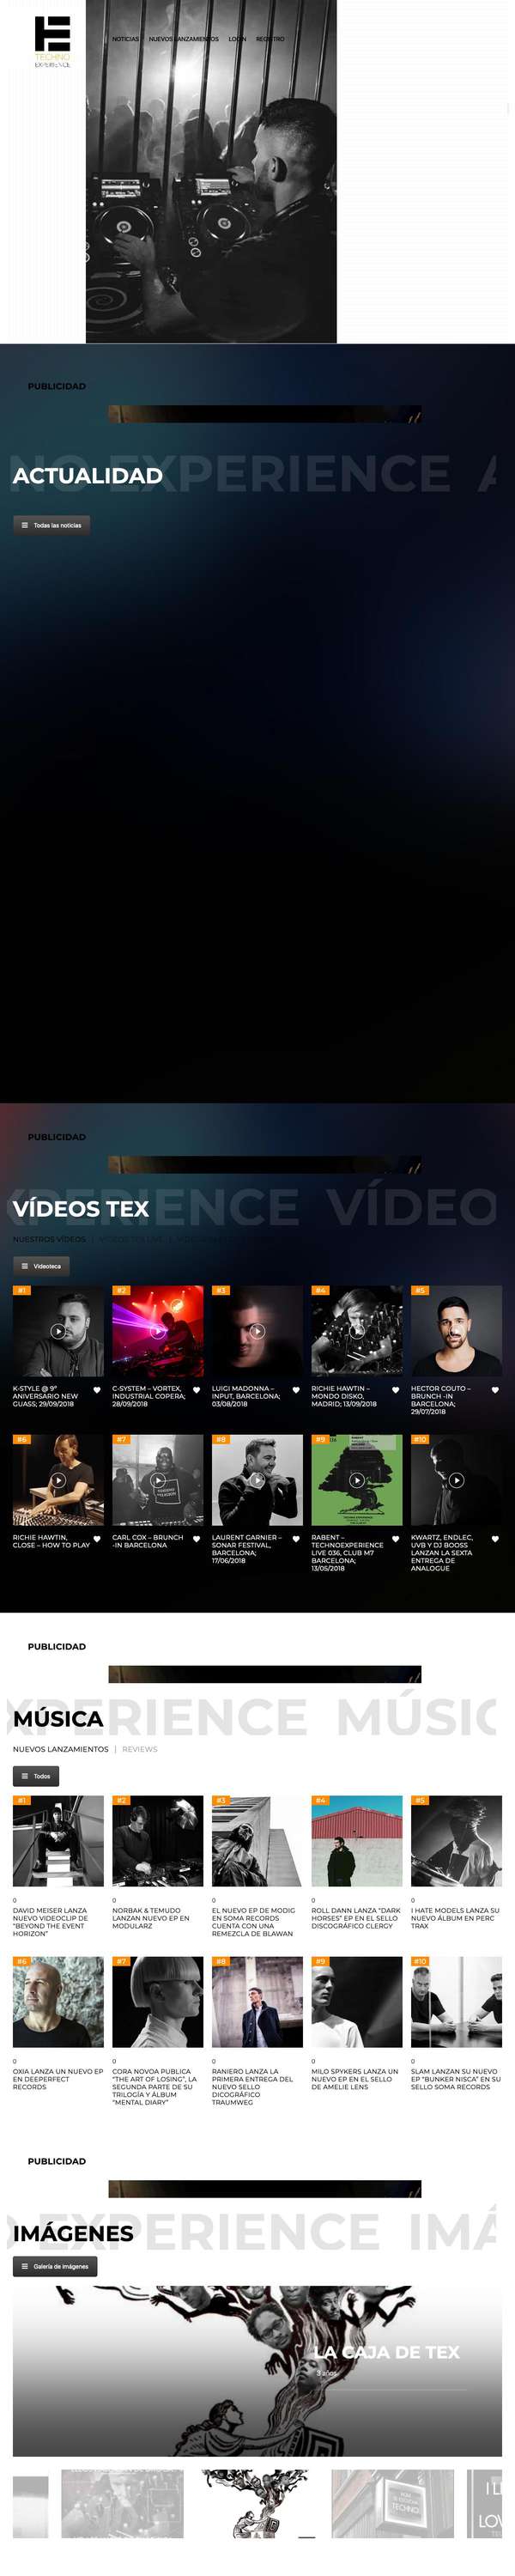 TECHNO
EXPERIENCE
NOTICIAS NUEVOS LANZAMIENTOS LOGIN REGISTRO
PUBLICIDAD
EXPERIENCE
ACTUALIDAD
Todas las noticias
PUBLICIDAD
VÍDEO
VÍDEOS TEX
NUESTROS VÍDEOS
Videoteca
#1 #2 #3 #4 #5
K-STYLE @ 9º
ANIVERSARIO NEW
GUASS; 29/09/2018
C-SYSTEM – VORTEX,
INDUSTRIAL COPERA;
28/09/2018
LUIGI MADONNA –
INPUT, BARCELONA;
03/08/2018
RICHIE HAWTIN –
MONDO DISKO,
MADRID; 13/09/2018
HECTOR COUTO –
BRUNCH -IN
BARCELONA;
29/07/2018
#6 #7 #8 #9 #10
RICHIE HAWTIN,
CLOSE – HOW TO PLAY
CARL COX – BRUNCH
-IN BARCELONA
LAURENT GARNIER –
SONAR FESTIVAL,
BARCELONA;
17/06/2018
RABENT –
TECHNOEXPERIENCE
LIVE 036, CLUB M7
BARCELONA;
13/05/2018
KWARTZ, ENDLEC,
UVB Y DJ BOOSS
LANZAN LA SEXTA
ENTREGA DE
ANALOGUE
PUBLICIDAD
MÚSICA
NUEVOS LANZAMIENTOS | REVIEWS
Todos
#1 #2 #3 #4 #5
0
DAVID MEISER LANZA
NUEVO VIDEOCLIP DE
"BEYOND THE EVENT
HORIZON"
0
NORBAK & TEMUDO
LANZAN NUEVO EP EN
MODULARZ
0
EL NUEVO EP DE MODIG
EN SOMA RECORDS
CUENTA CON UNA
REMEZCLA DE BLAWAN
0
ROLL DANN LANZA "DARK
HORSES" EP EN EL SELLO
DISCOGRÁFICO CLERGY
0
I HATE MODELS LANZA SU
NUEVO ÁLBUM EN PERC
TRAX
#6 #7 #8 #9 #10
0
OXIA LANZA UN NUEVO EP
EN DEEPERFECT
RECORDS
0
CORA NOVOA PUBLICA
"THE ART OF LOSING", LA
SEGUNDA PARTE DE SU
TRILOGÍA Y ÁLBUM
"MENTAL DIARY"
0
RANIERO LANZA LA
PRIMERA ENTREGA DEL
NUEVO SELLO
DICOGRÁFICO
TRAUMWEG
0
MILO SPYKERS LANZA UN
NUEVO EP EN EL SELLO
DE AMELIE LENS
0
SLAM LANZAN SU NUEVO
EP "BUNKER NISCA" EN SU
SELLO SOMA RECORDS
PUBLICIDAD
EXPERIENCE
IMÁGENES
Galería de imágenes
LA CAJA DE TEX
3 años
TECHNO